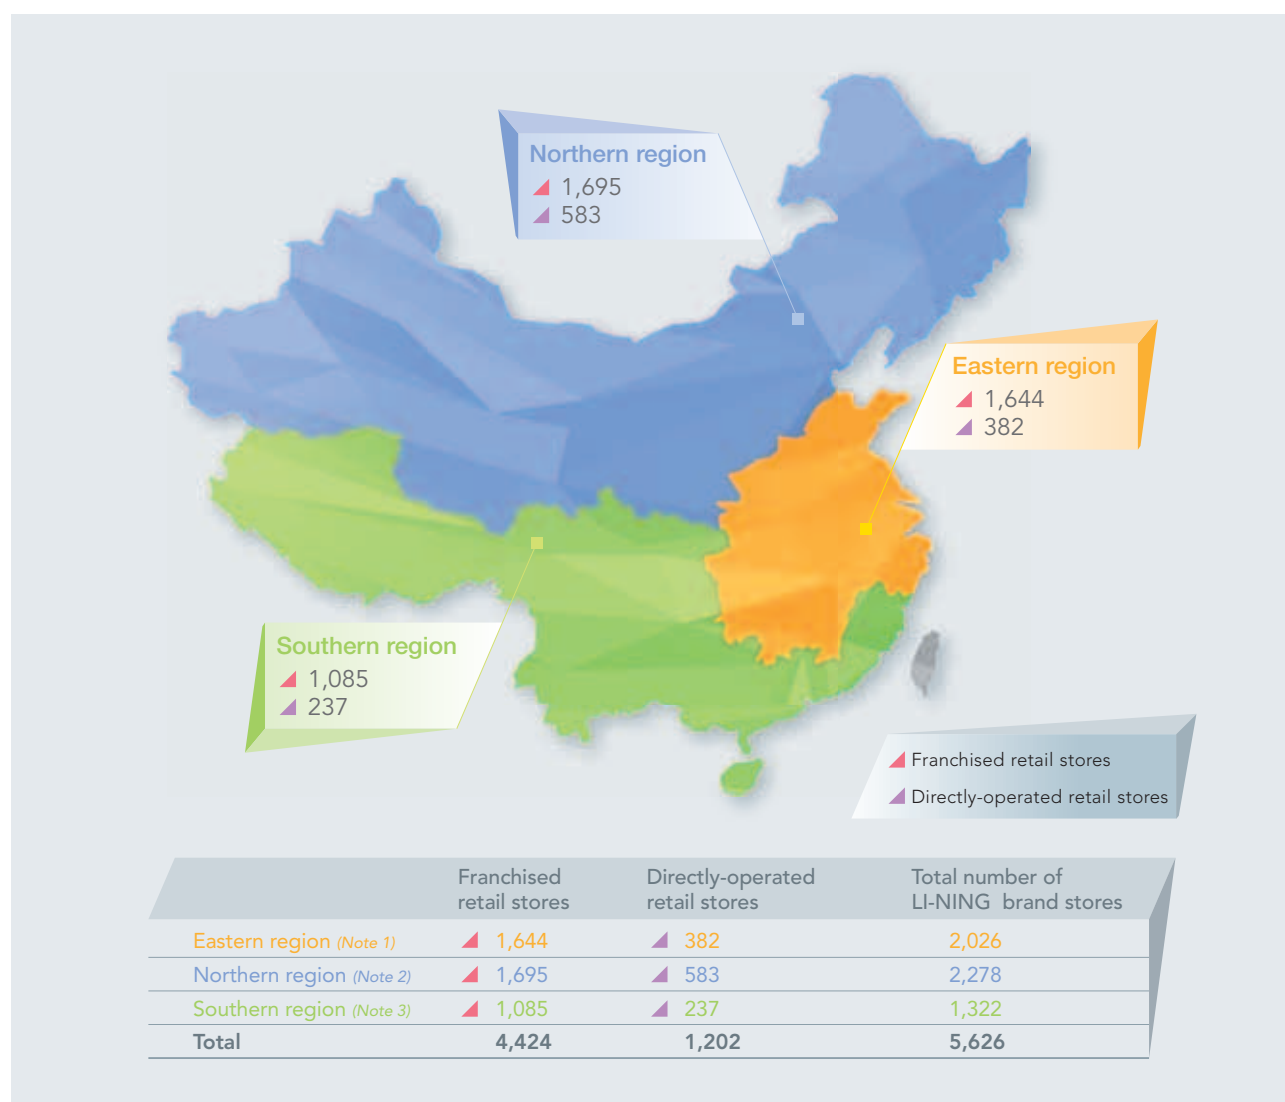 Northern region
1,695
583
Eastern region
1,644
382
Southern region
1,085
237
Franchised retail stores
Directly-operated retail stores
Franchised retail stores
Directly-operated retail stores
Total number of LI-NING brand stores
Eastern region (Note 1) 1,644 382 2,026
Northern region (Note 2) 1,695 583 2,278
Southern region (Note 3) 1,085 237 1,322
Total 4,424 1,202 5,626